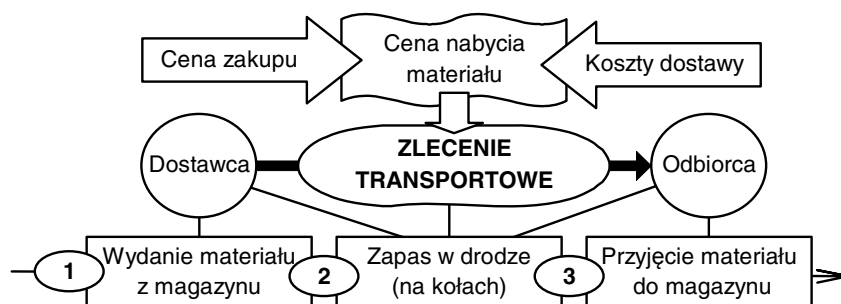 Cena zakupu
Cena nabycia
materiału
Koszty dostawy
Dostawca
ZLECENIE
TRANSPORTOWE
Odbiorca
1
Wydanie materiału
z magazynu
2
Zapas w drodze
(na kołach)
3
Przyjęcie materiału
do magazynu